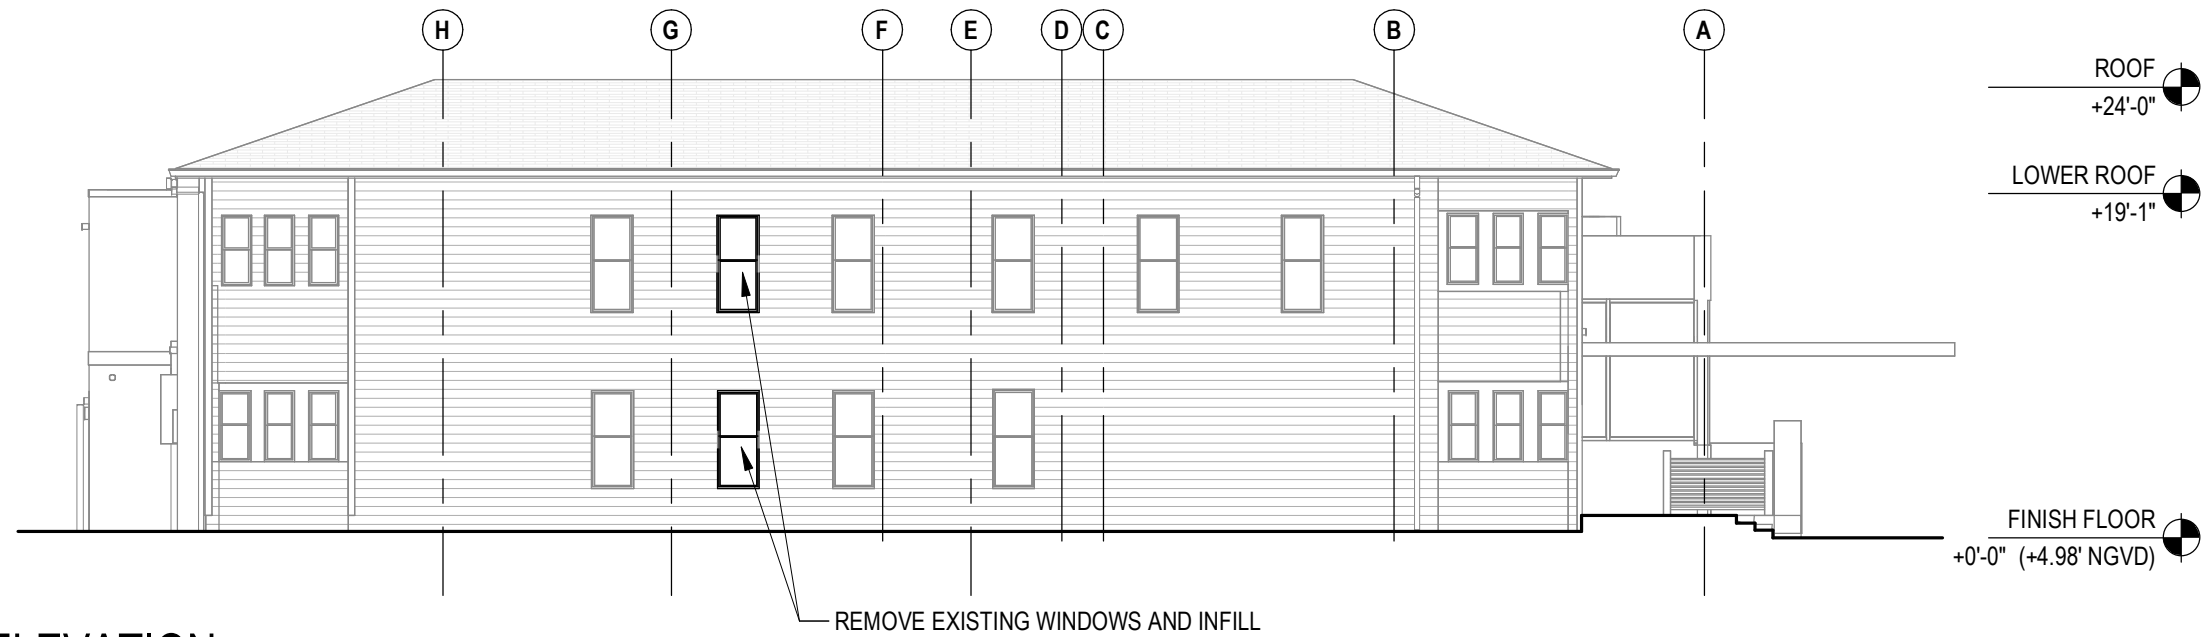 H G F E D C B A
ROOF
+24'-0"
LOWER ROOF
+19'-1"
FINISH FLOOR
+0'-0" (+4.98' NGVD)
REMOVE EXISTING WINDOWS AND INFILL